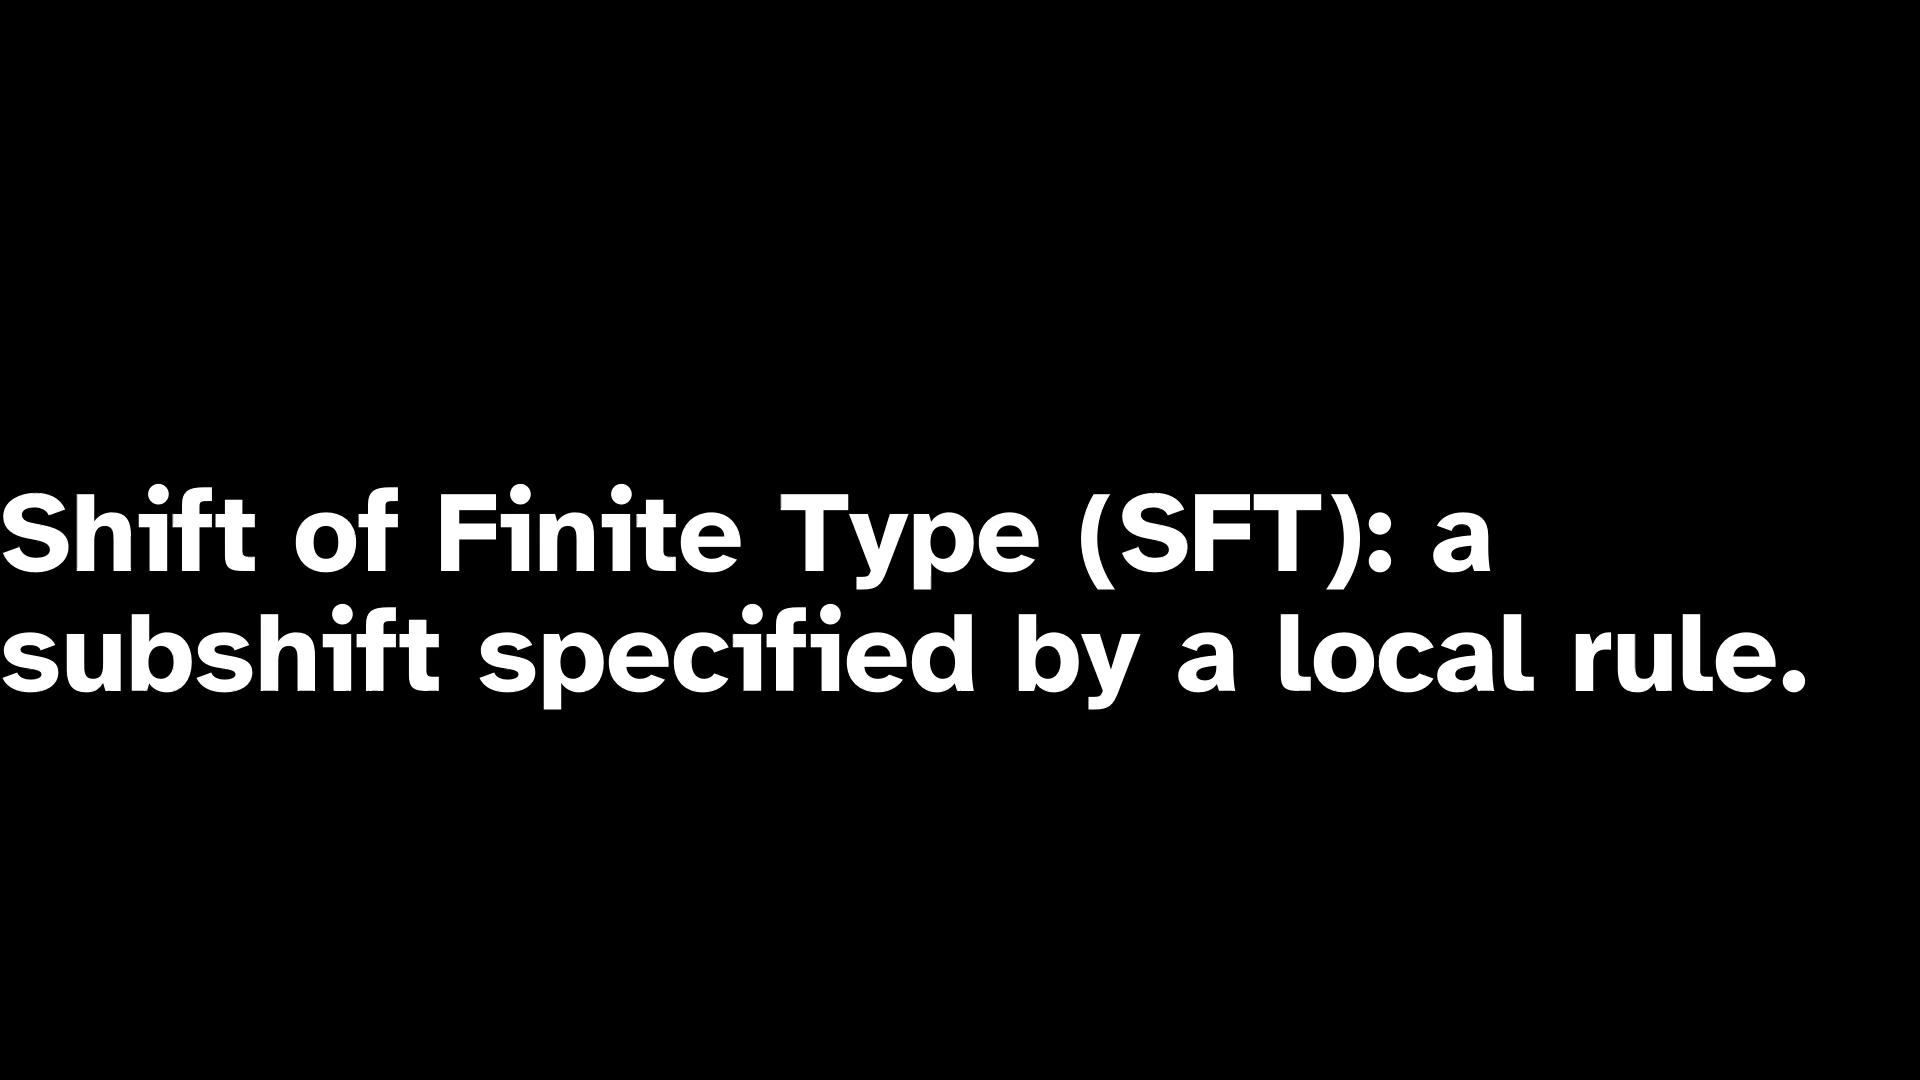 Shift of Finite Type (SFT): a
subshift specified by a local rule.